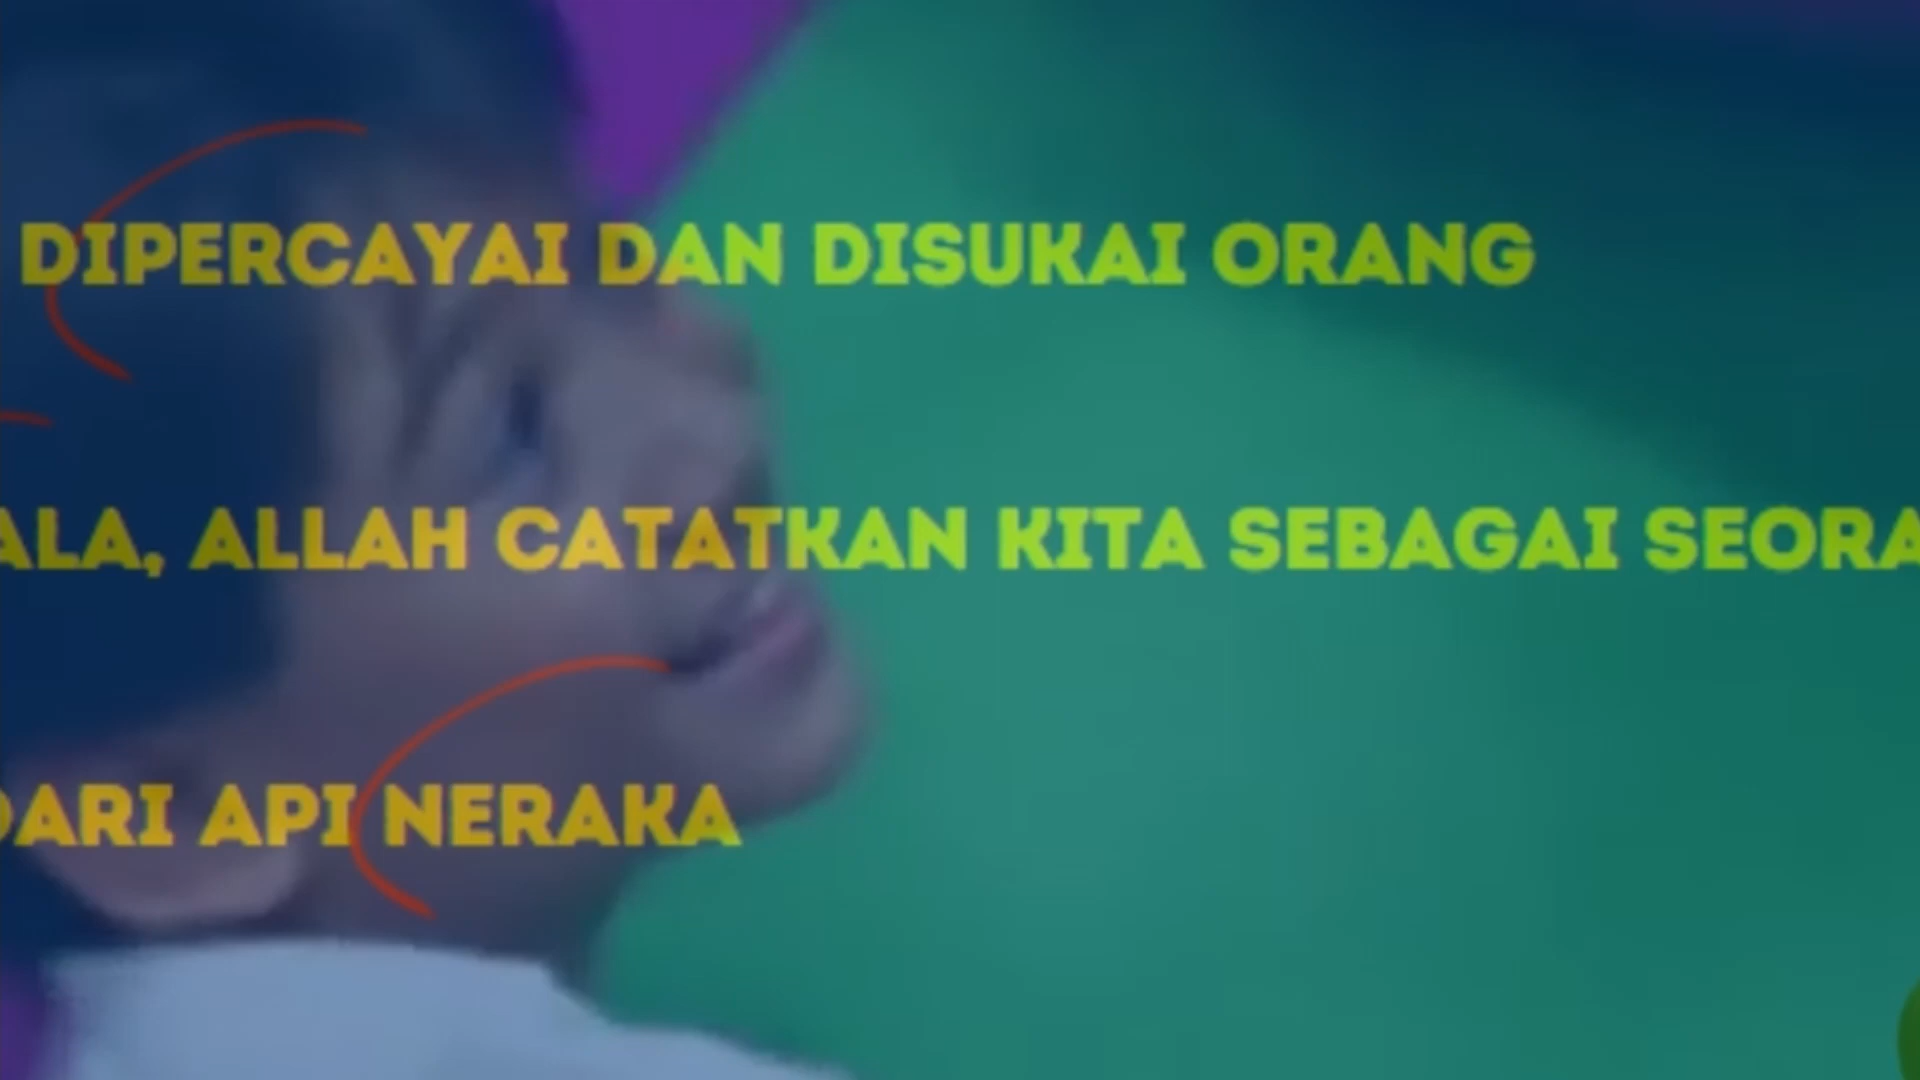 DIPERCAYAI DAN DISUKAI ORANG
ALA, ALLAH CATATKAN KITA SEBAGAI SEORA
DARI API NERAKA